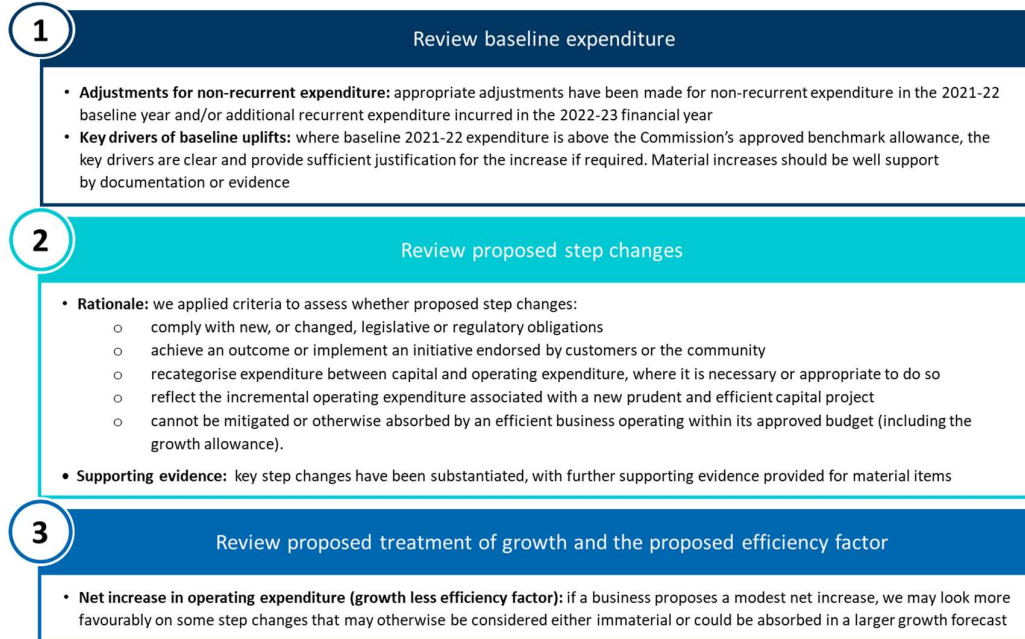 1
Review baseline expenditure
• Adjustments for non-recurrent expenditure: appropriate adjustments have been made for non-recurrent expenditure in the 2021-22
baseline year and/or additional recurrent expenditure incurred in the 2022-23 financial year
• Key drivers of baseline uplifts: where baseline 2021-22 expenditure is above the Commission's approved benchmark allowance, the
key drivers are clear and provide sufficient justification for the increase if required. Material increases should be well support
by documentation or evidence
2
Review proposed step changes
• Rationale: we applied criteria to assess whether proposed step changes:
o comply with new, or changed, legislative or regulatory obligations
o achieve an outcome or implement an initiative endorsed by customers or the community
o recategorise expenditure between capital and operating expenditure, where it is necessary or appropriate to do so
o reflect the incremental operating expenditure associated with a new prudent and efficient capital project
o cannot be mitigated or otherwise absorbed by an efficient business operating within its approved budget (including the
growth allowance).
• Supporting evidence: key step changes have been substantiated, with further supporting evidence provided for material items
3
Review proposed treatment of growth and the proposed efficiency factor
• Net increase in operating expenditure (growth less efficiency factor): if a business proposes a modest net increase, we may look more
favourably on some step changes that may otherwise be considered either immaterial or could be absorbed in a larger growth forecast